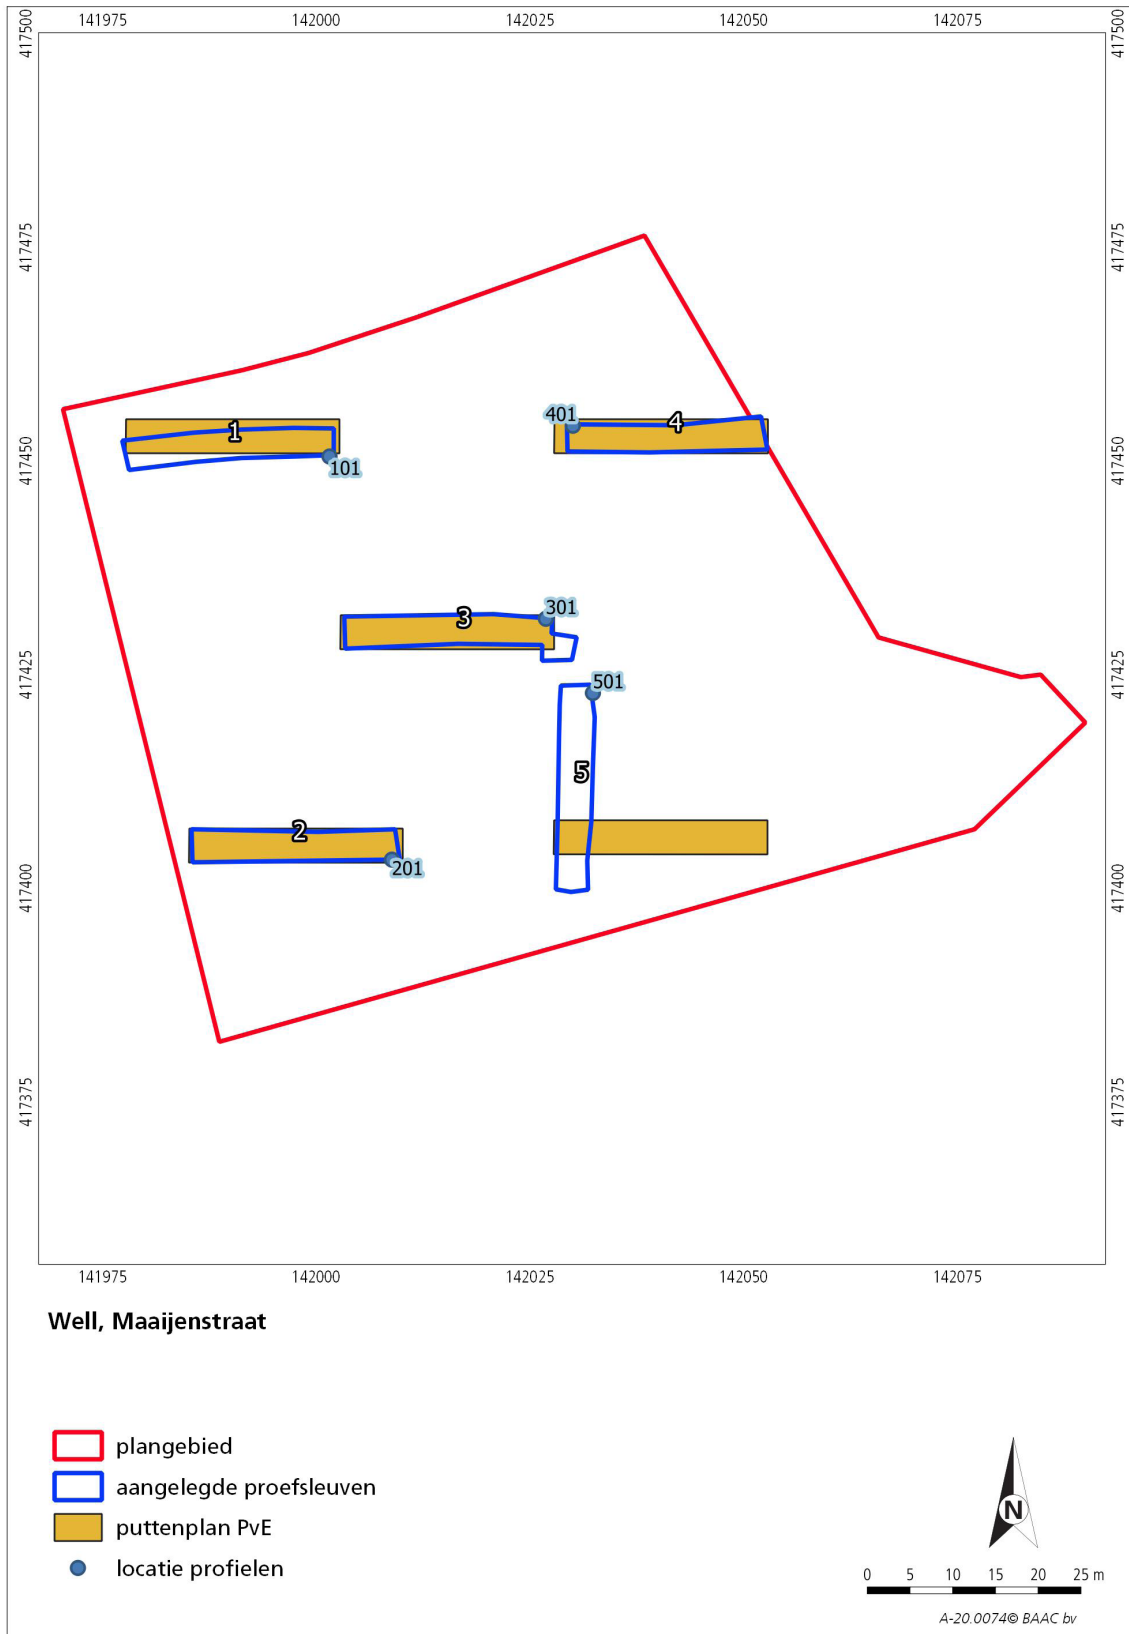 141975 142000 142025 142050 142075
417500 417500
417475 417475
401
4
1
417450 417450
101
301
3
417425 417425
501
5
2
201
417400 417400
417375 417375
141975 142000 142025 142050 142075
Well, Maaijenstraat
plangebied
aangelegde proefsleuven
puttenplan PvE
locatie profielen
N
0 5 10 15 20 25 m
A-20.0074© BAAC bv